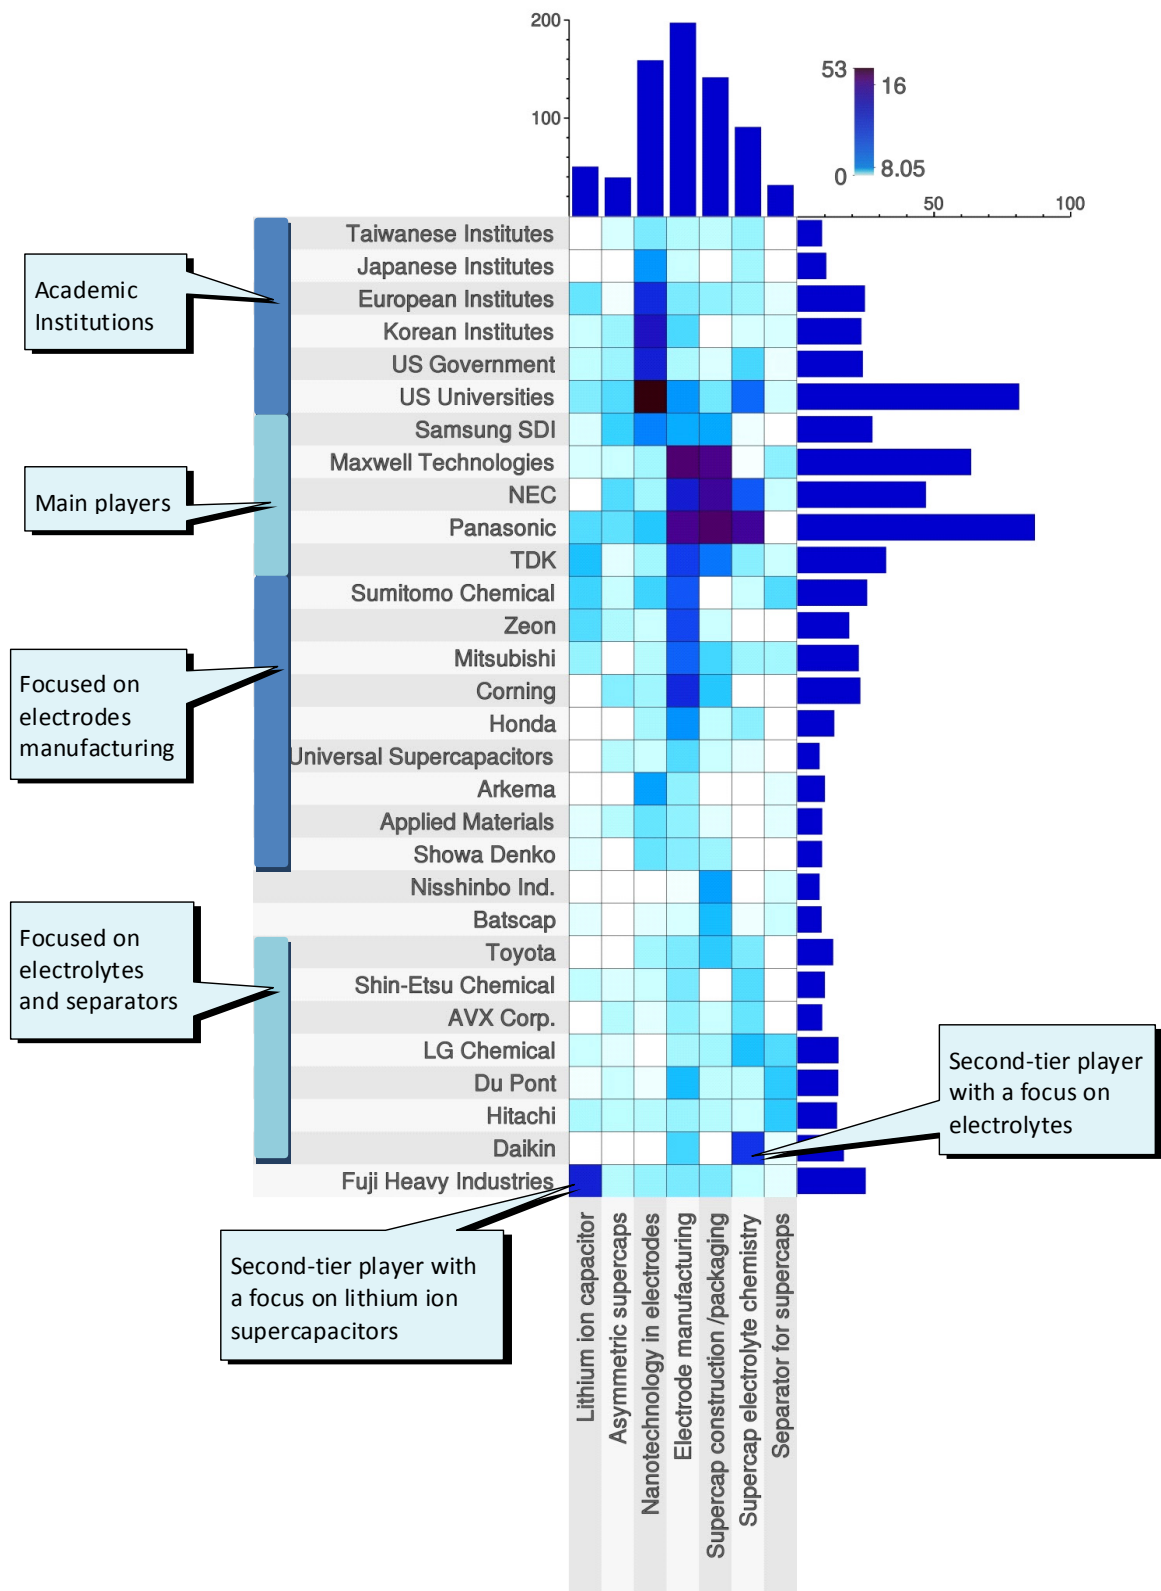 200
100
53
16
0
8.05
50
100
Taiwanese Institutes
Japanese Institutes
European Institutes
Korean Institutes
US Government
US Universities
Samsung SDI
Maxwell Technologies
NEC
Panasonic
TDK
Sumitomo Chemical
Zeon
Mitsubishi
Corning
Honda
Universal Supercapacitors
Arkema
Applied Materials
Showa Denko
Nisshinbo Ind.
Batscap
Toyota
Shin-Etsu Chemical
AVX Corp.
LG Chemical
Du Pont
Hitachi
Daikin
Fuji Heavy Industries
Academic
Institutions
Main players
Focused on
electrodes
manufacturing
Focused on
electrolytes
and separators
Second-tier player
with a focus on
electrolytes
Second-tier player with
a focus on lithium ion
supercapacitors
Lithium ion capacitor
Asymmetric supercaps
Nanotechnology in electrodes
Electrode manufacturing
Supercap construction /packaging
Supercap electrolyte chemistry
Separator for supercaps